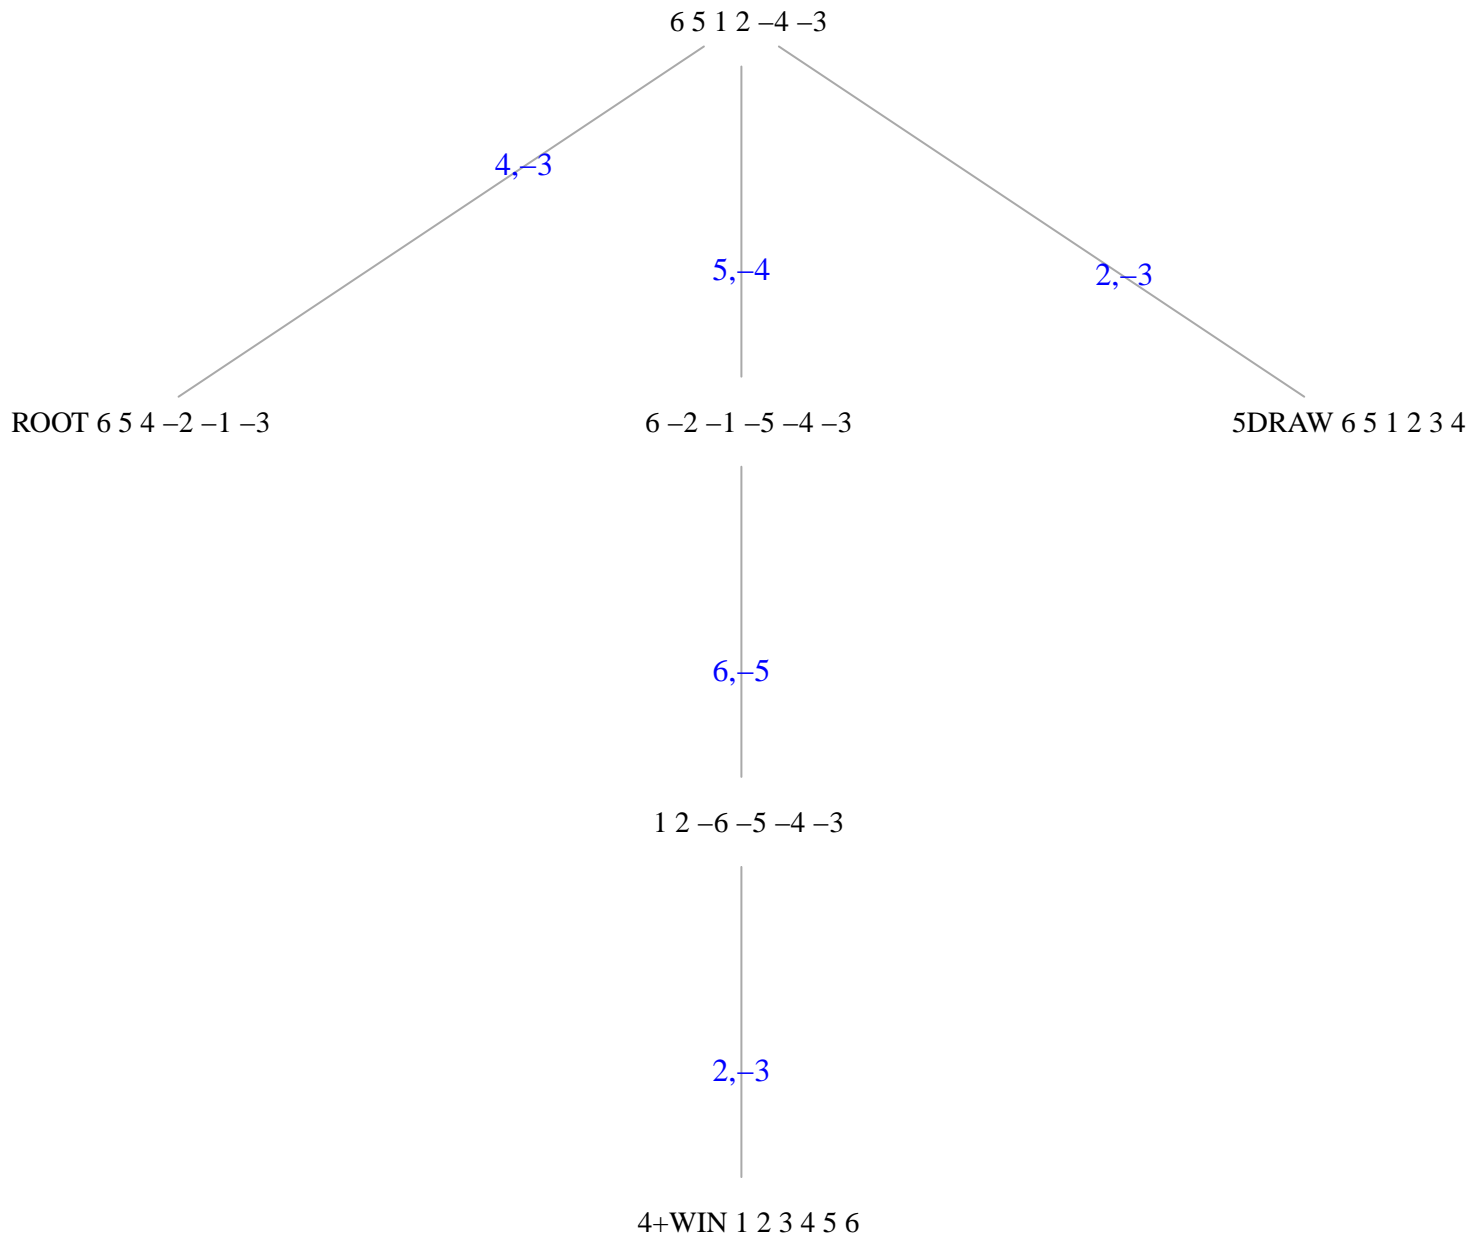 6 5 1 2 –4 –3
4,–3
5,–4
2,–3
ROOT 6 5 4 –2 –1 –3
6 –2 –1 –5 –4 –3
5DRAW 6 5 1 2 3 4
6,–5
1 2 –6 –5 –4 –3
2,–3
4+WIN 1 2 3 4 5 6